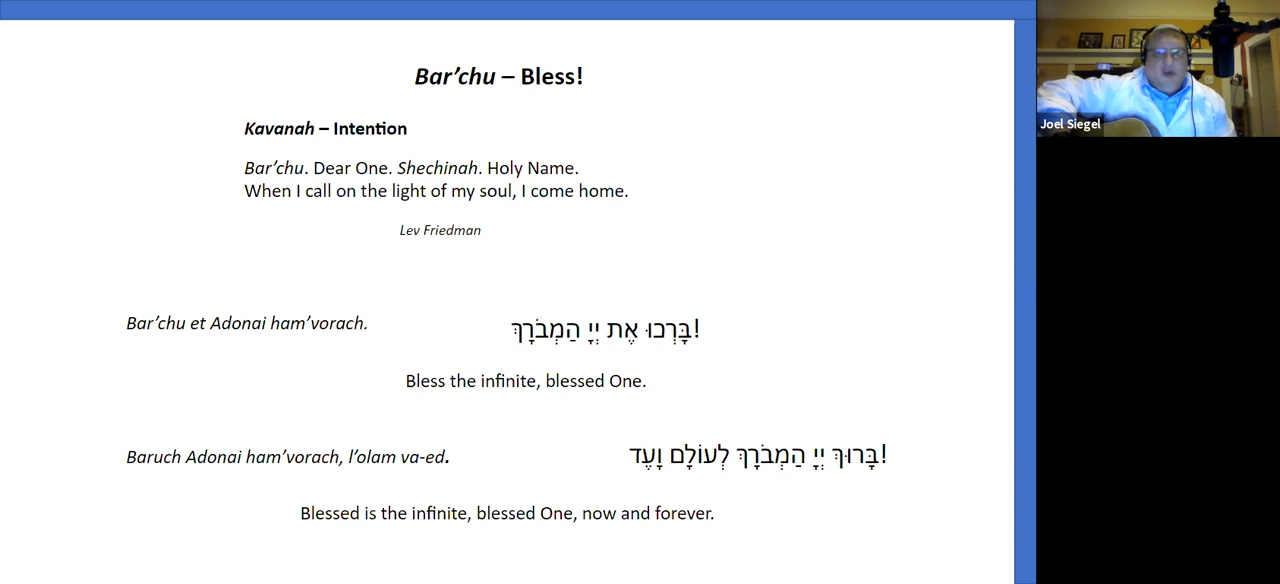 Bar’chu – Bless!
Joel Siegel
Kavanah – Intention
Bar’chu. Dear One. Shechinah. Holy Name.
When I call on the light of my soul, I come home.
Lev Friedman
Bar’chu et Adonai ham’vorach.
בָּרְכוּ אֶת יְיָ הַמְבֹרָךְ!
Bless the infinite, blessed One.
Baruch Adonai ham’vorach, l’olam va-ed.
בָּרוּךְ יְיָ הַמְבֹרָךְ לְעוֹלָם וָעֶד!
Blessed is the infinite, blessed One, now and forever.